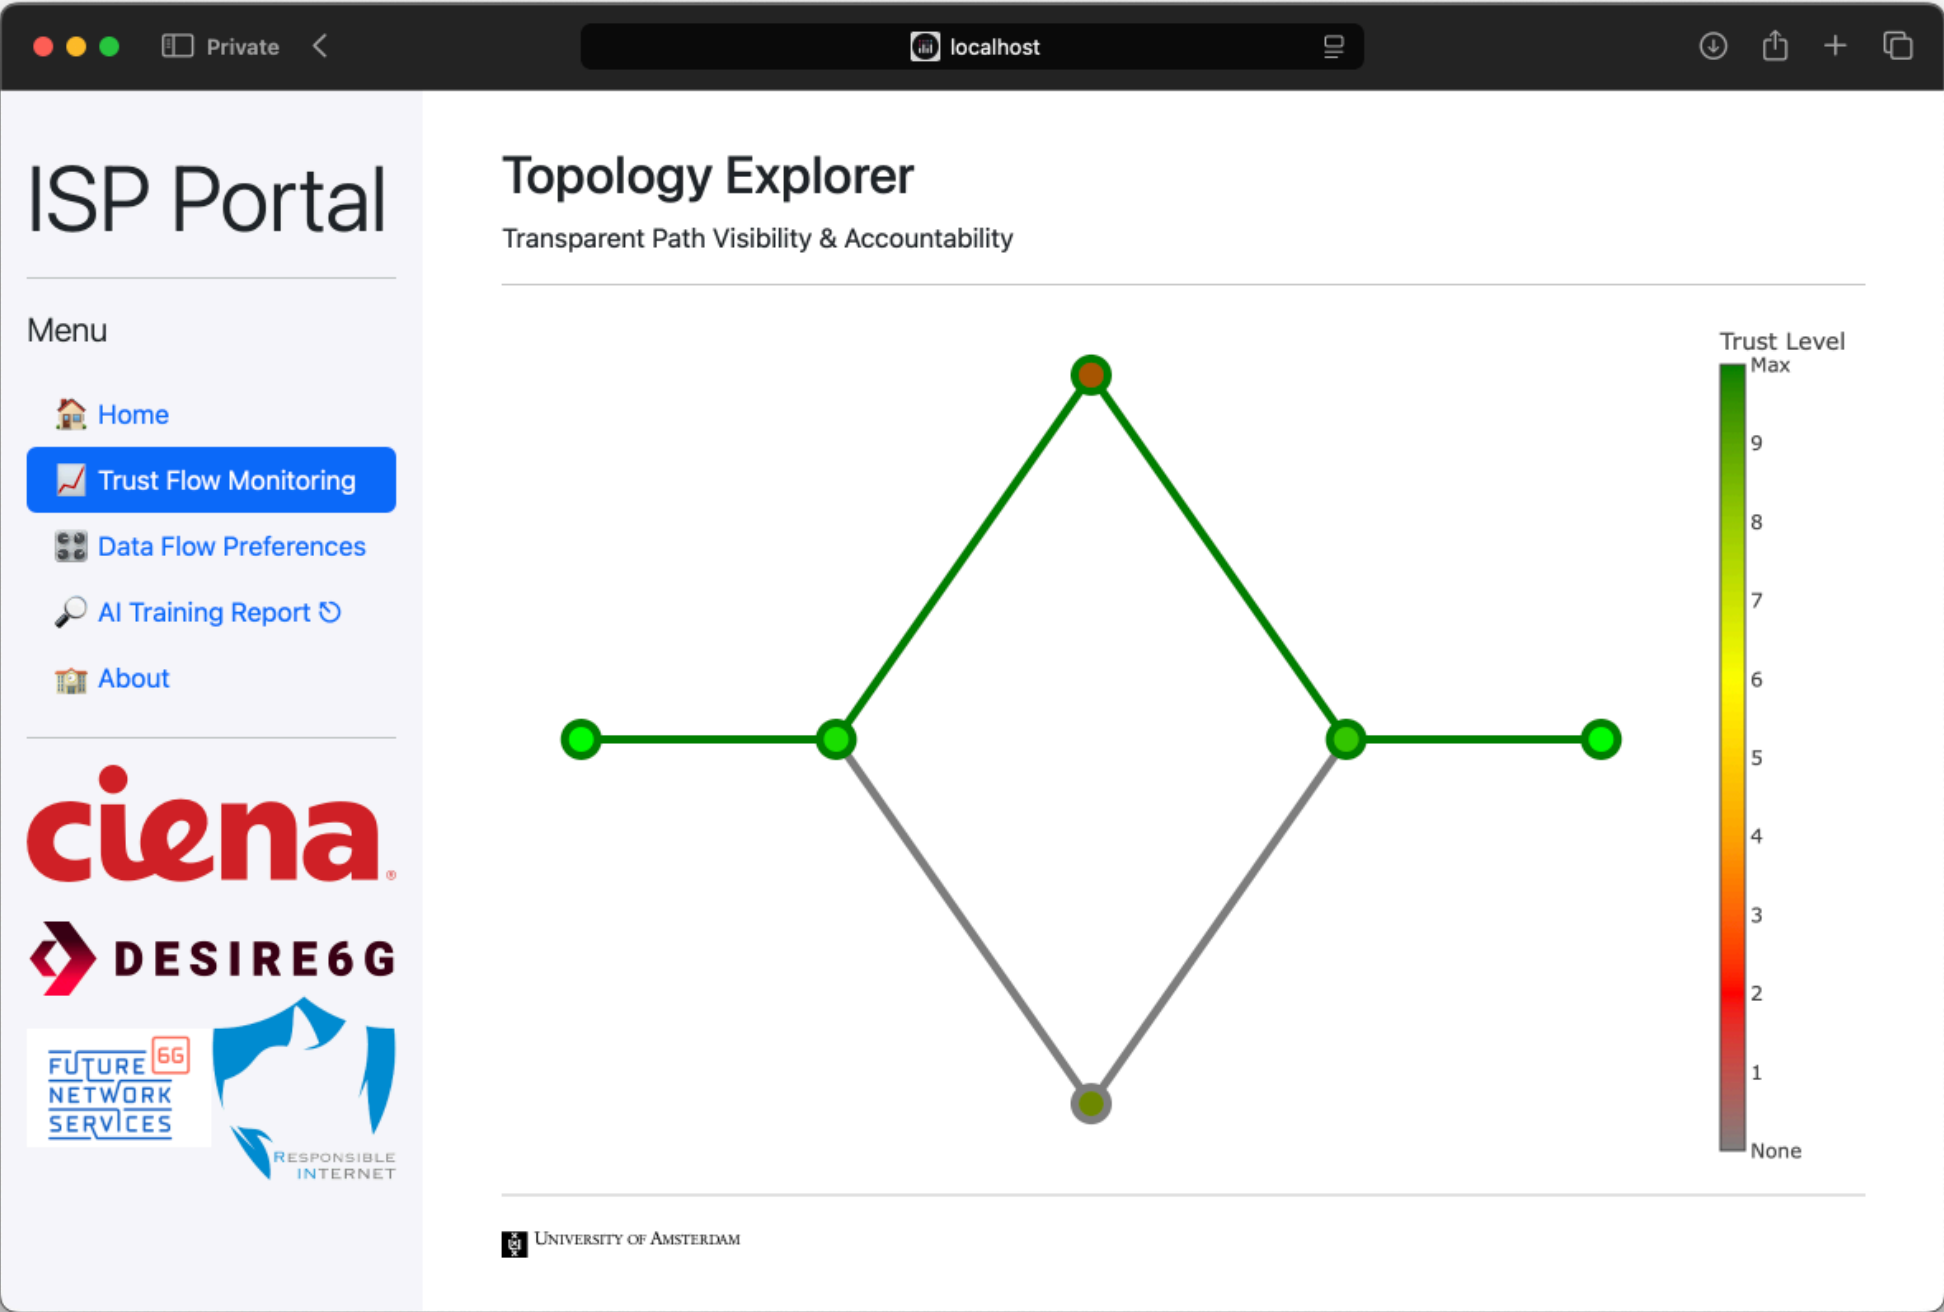 Private
localhost
ISP Portal
Menu
Home
Trust Flow Monitoring
Data Flow Preferences
AI Training Report
About
ciena®
DESIRE6G
FUTURE 6G
NETWORK
SERVICES
RESPONSIBLE
INTERNET
Topology Explorer
Transparent Path Visibility & Accountability
Trust Level
Max
9
8
7
6
5
4
3
2
1
None
UNIVERSITY OF AMSTERDAM